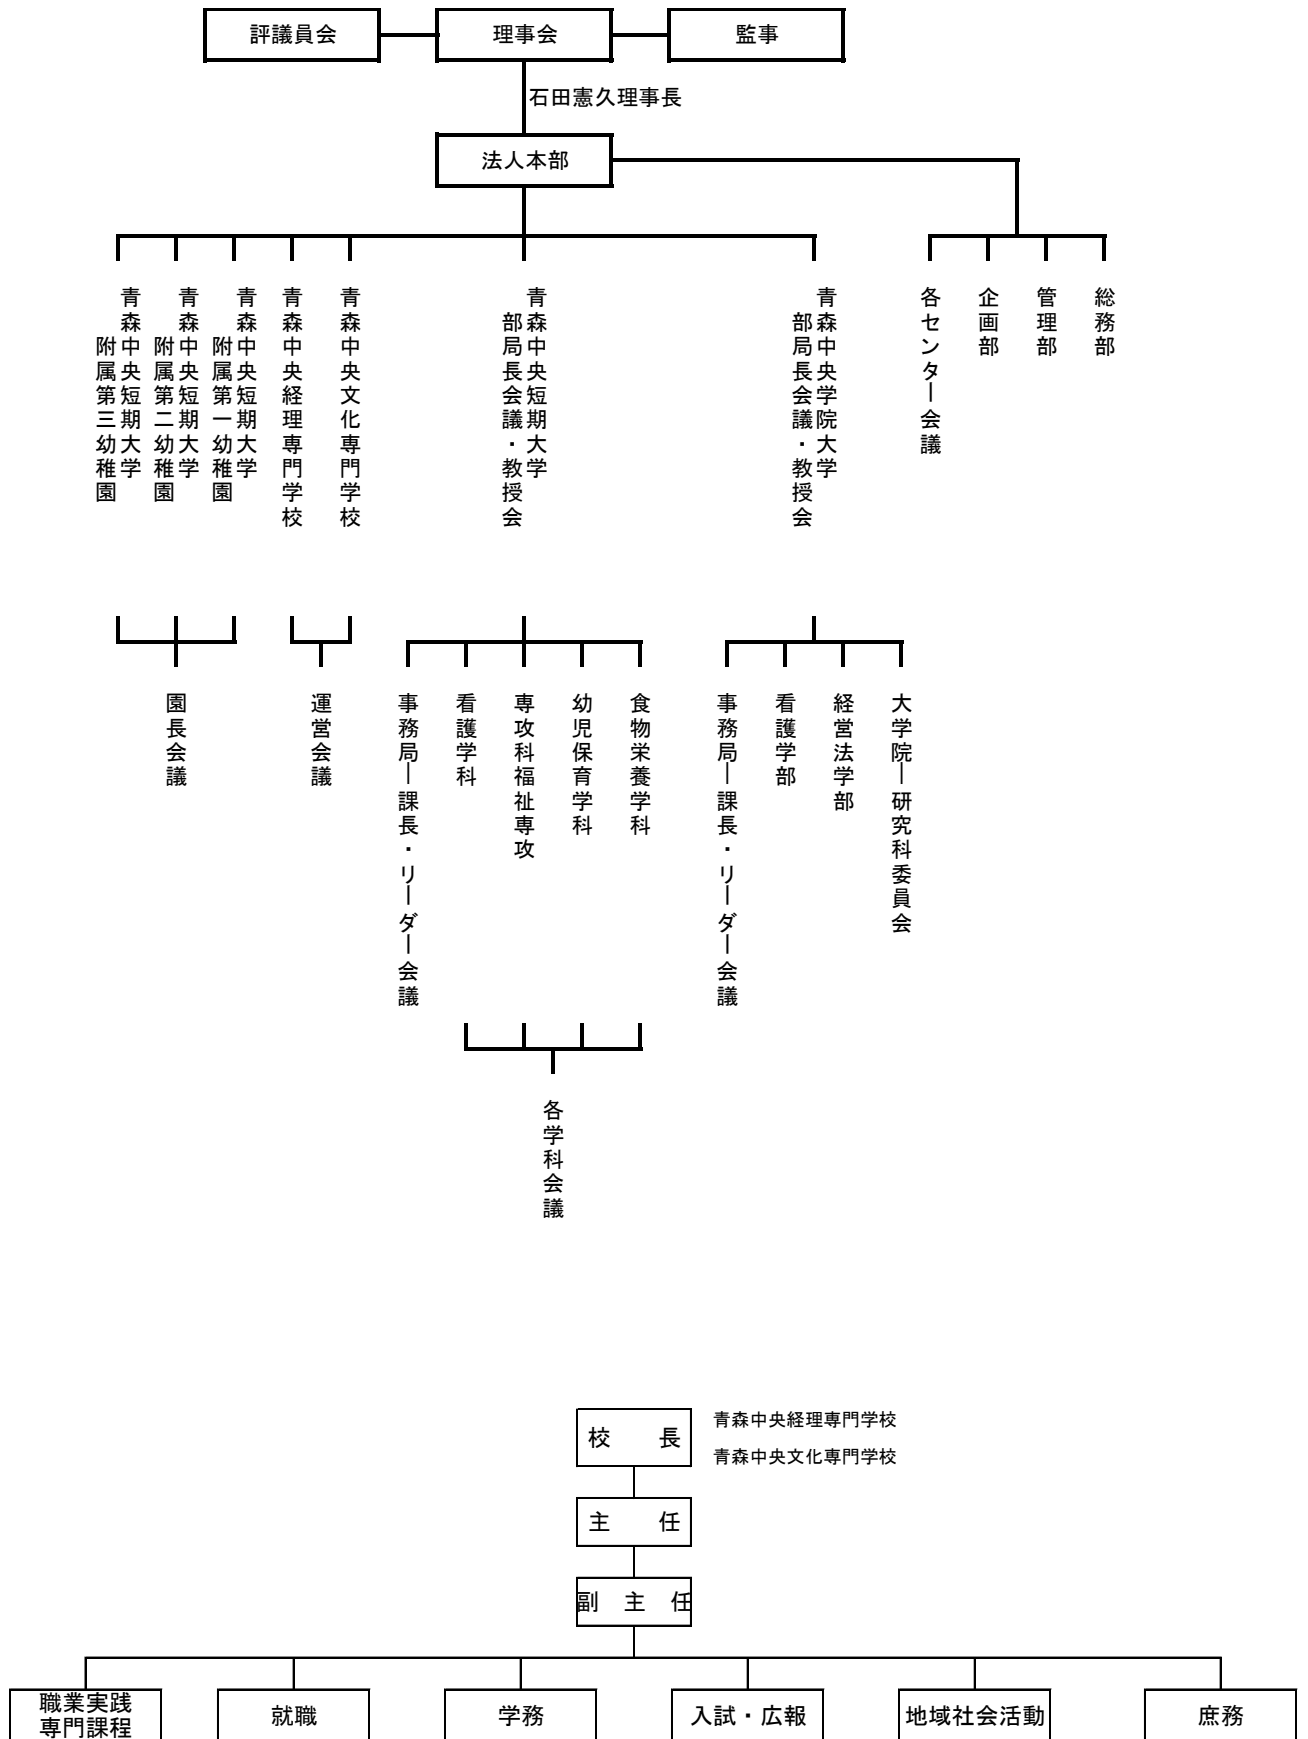 評議員会
理事会
監事
石田憲久理事長
法人本部
総務部
管理部
企画部
各センター会議
青森中央学院大学
部局長会議・教授会
青森中央短期大学
部局長会議・教授会
青森中央文化専門学校
青森中央経理専門学校
青森中央短期大学
附属第一幼稚園
青森中央短期大学
附属第二幼稚園
青森中央短期大学
附属第三幼稚園
大学院―研究科委員会
経営法学部
看護学部
事務局―課長・リーダー会議
食物栄養学科
幼児保育学科
専攻科福祉専攻
看護学科
事務局―課長・リーダー会議
運営会議
園長会議
各学科会議
校　長
青森中央経理専門学校
青森中央文化専門学校
主　任
副　主　任
職業実践
専門課程
就職
学務
入試・広報
地域社会活動
庶務